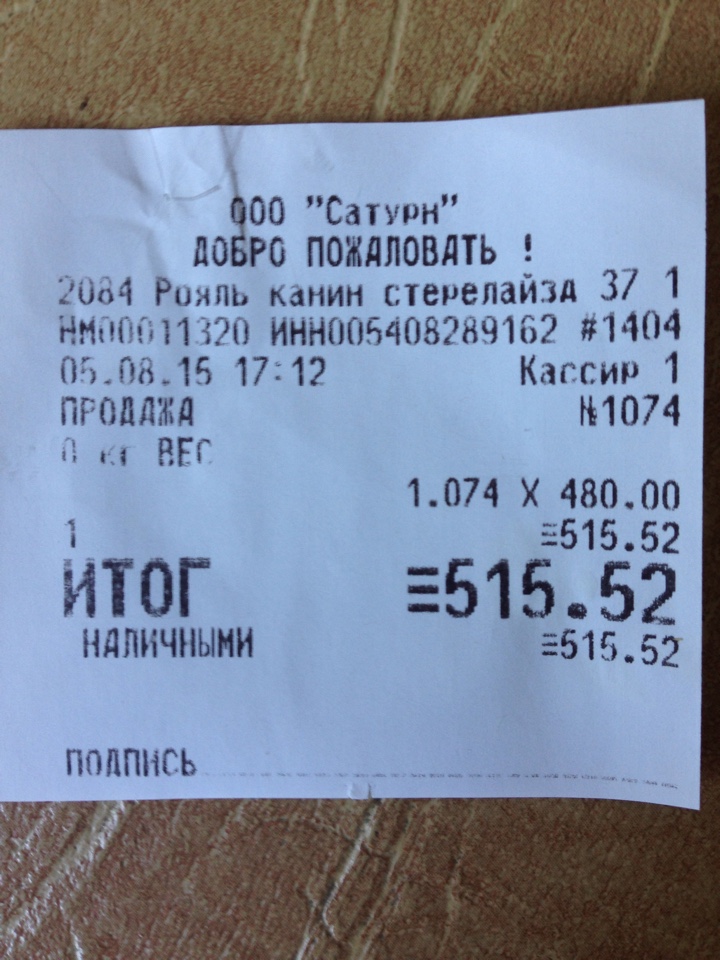 ООО "Сатурн"
ДОБРО ПОЖАЛОВАТЬ !
2084 Рояль канин стерелайзд 37 1
НМ00011320 ИНН005408289162 #1404
05.08.15 17:12 Кассир 1
ПРОДАЖА №1074
0 кг ВЕС
1.074 X 480.00
1 ≡515.52
ИТОГ ≡515.52
НАЛИЧНЫМИ ≡515.52
ПОДПИСЬ